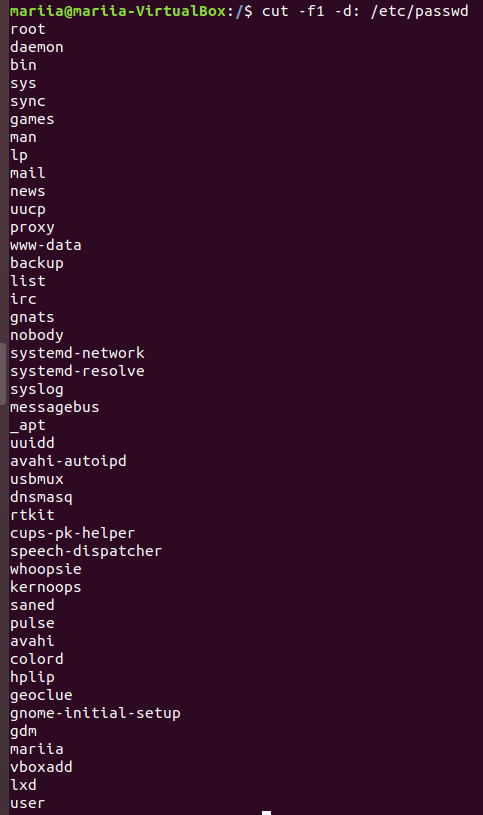 mariia@mariia-VirtualBox:/$ cut -f1 -d: /etc/passwd
root
daemon
bin
sys
sync
games
man
lp
mail
news
uucp
proxy
www-data
backup
list
irc
gnats
nobody
systemd-network
systemd-resolve
syslog
messagebus
_apt
uuidd
avahi-autoipd
usbmux
dnsmasq
rtkit
cups-pk-helper
speech-dispatcher
whoopsie
kernoops
saned
pulse
avahi
colord
hplip
geoclue
gnome-initial-setup
gdm
mariia
vboxadd
lxd
user